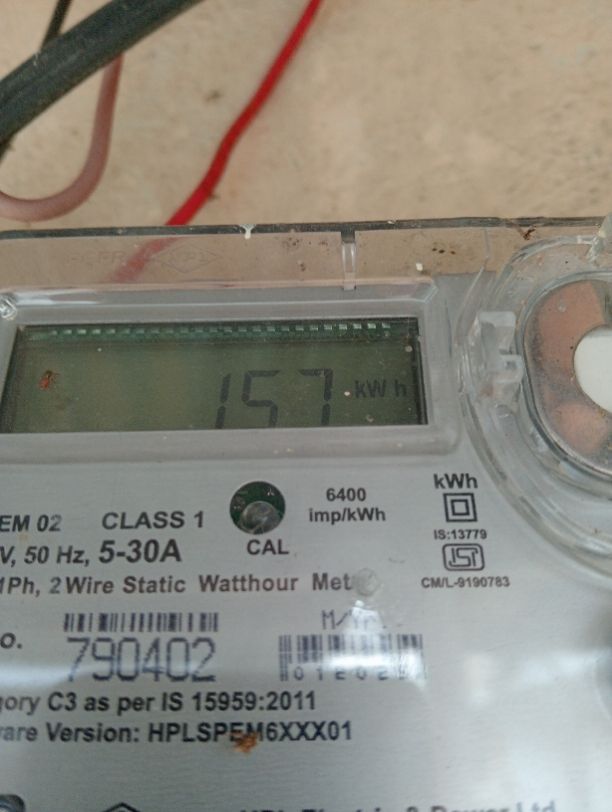 157 kWh
EM 02 CLASS 1
6400
imp/kWh
kWh
V, 50 Hz, 5-30A
CAL
IS:13779
1Ph, 2 Wire Static Watthour Met
CM/L-9190783
o.
790402
gory C3 as per IS 15959:2011
are Version: HPLSPEM6XXX01